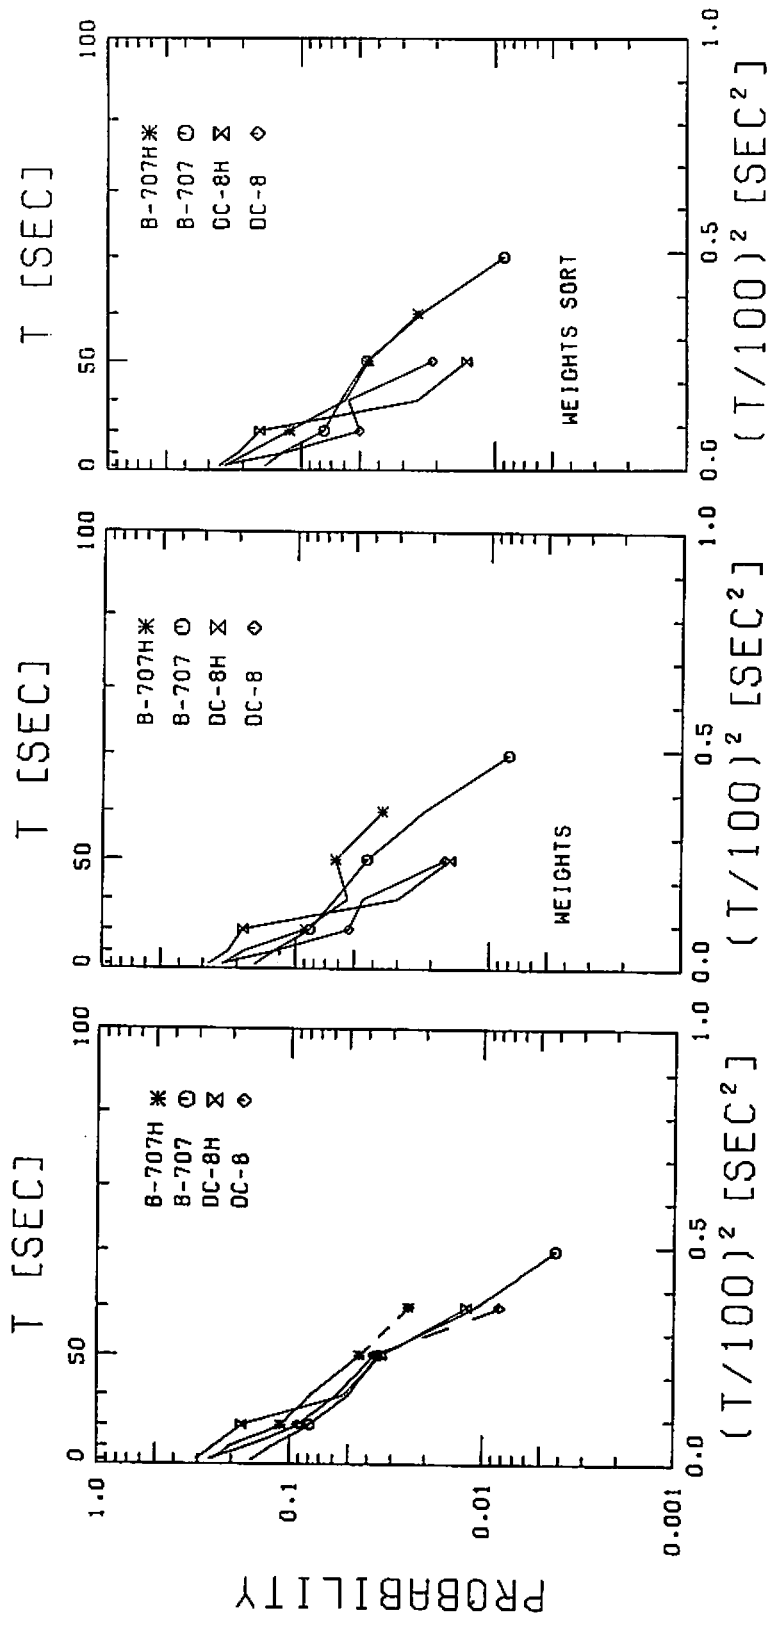 T [SEC]
0
50
100
B-707H
B-707
DC-8H
DC-8
WEIGHTS SORT
0.0
0.5
1.0
(T/100)² [SEC²]
T [SEC]
0
50
100
B-707H
B-707
DC-8H
DC-8
WEIGHTS
0.0
0.5
1.0
(T/100)² [SEC²]
T [SEC]
0
50
100
B-707H
B-707
DC-8H
DC-8
0.0
0.5
1.0
(T/100)² [SEC²]
1.0
0.1
0.01
0.001
PROBABILITY